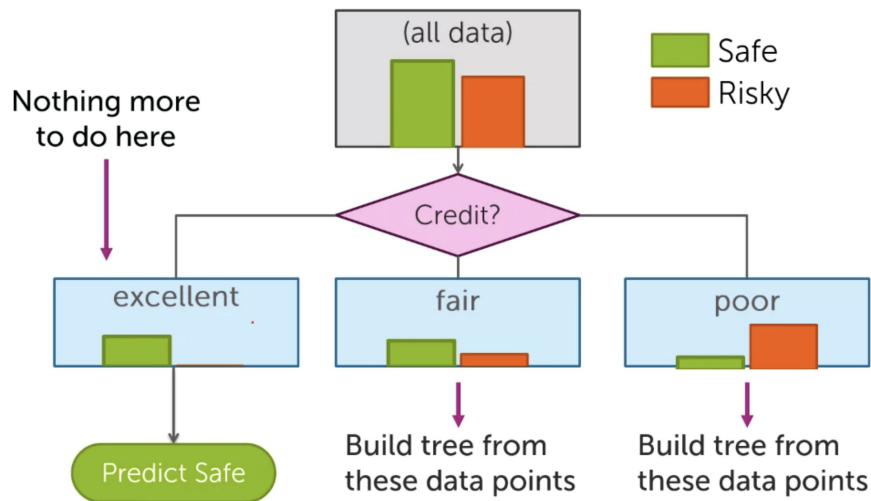 (all data)
Safe
Risky
Nothing more
to do here
Credit?
excellent
fair
poor
Predict Safe
Build tree from
these data points
Build tree from
these data points